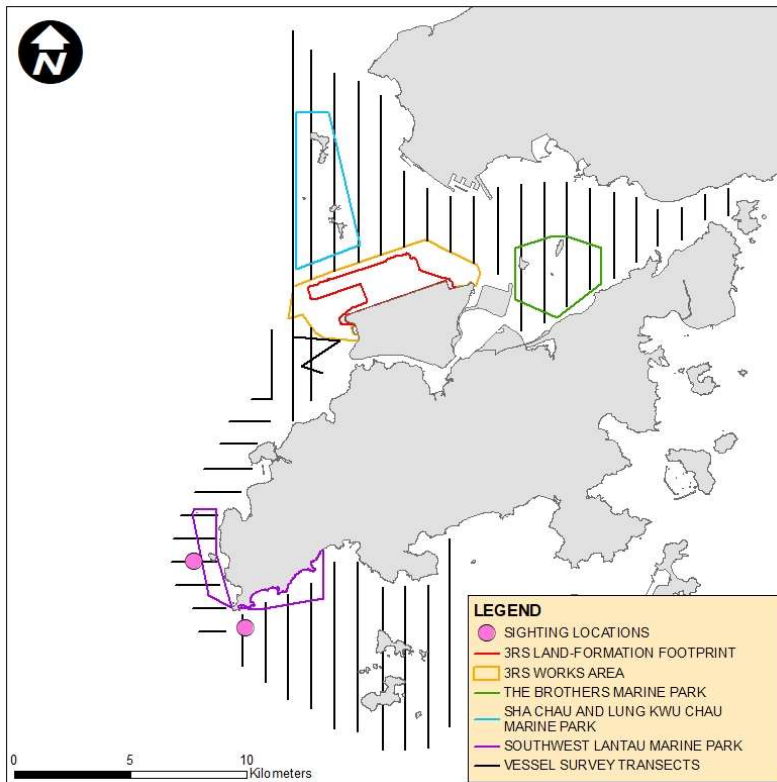 N
LEGEND
SIGHTING LOCATIONS
3RS LAND-FORMATION FOOTPRINT
3RS WORKS AREA
THE BROTHERS MARINE PARK
SHA CHAU AND LUNG KWU CHAU
MARINE PARK
SOUTHWEST LANTAU MARINE PARK
VESSEL SURVEY TRANSECTS
0 5 10
Kilometers